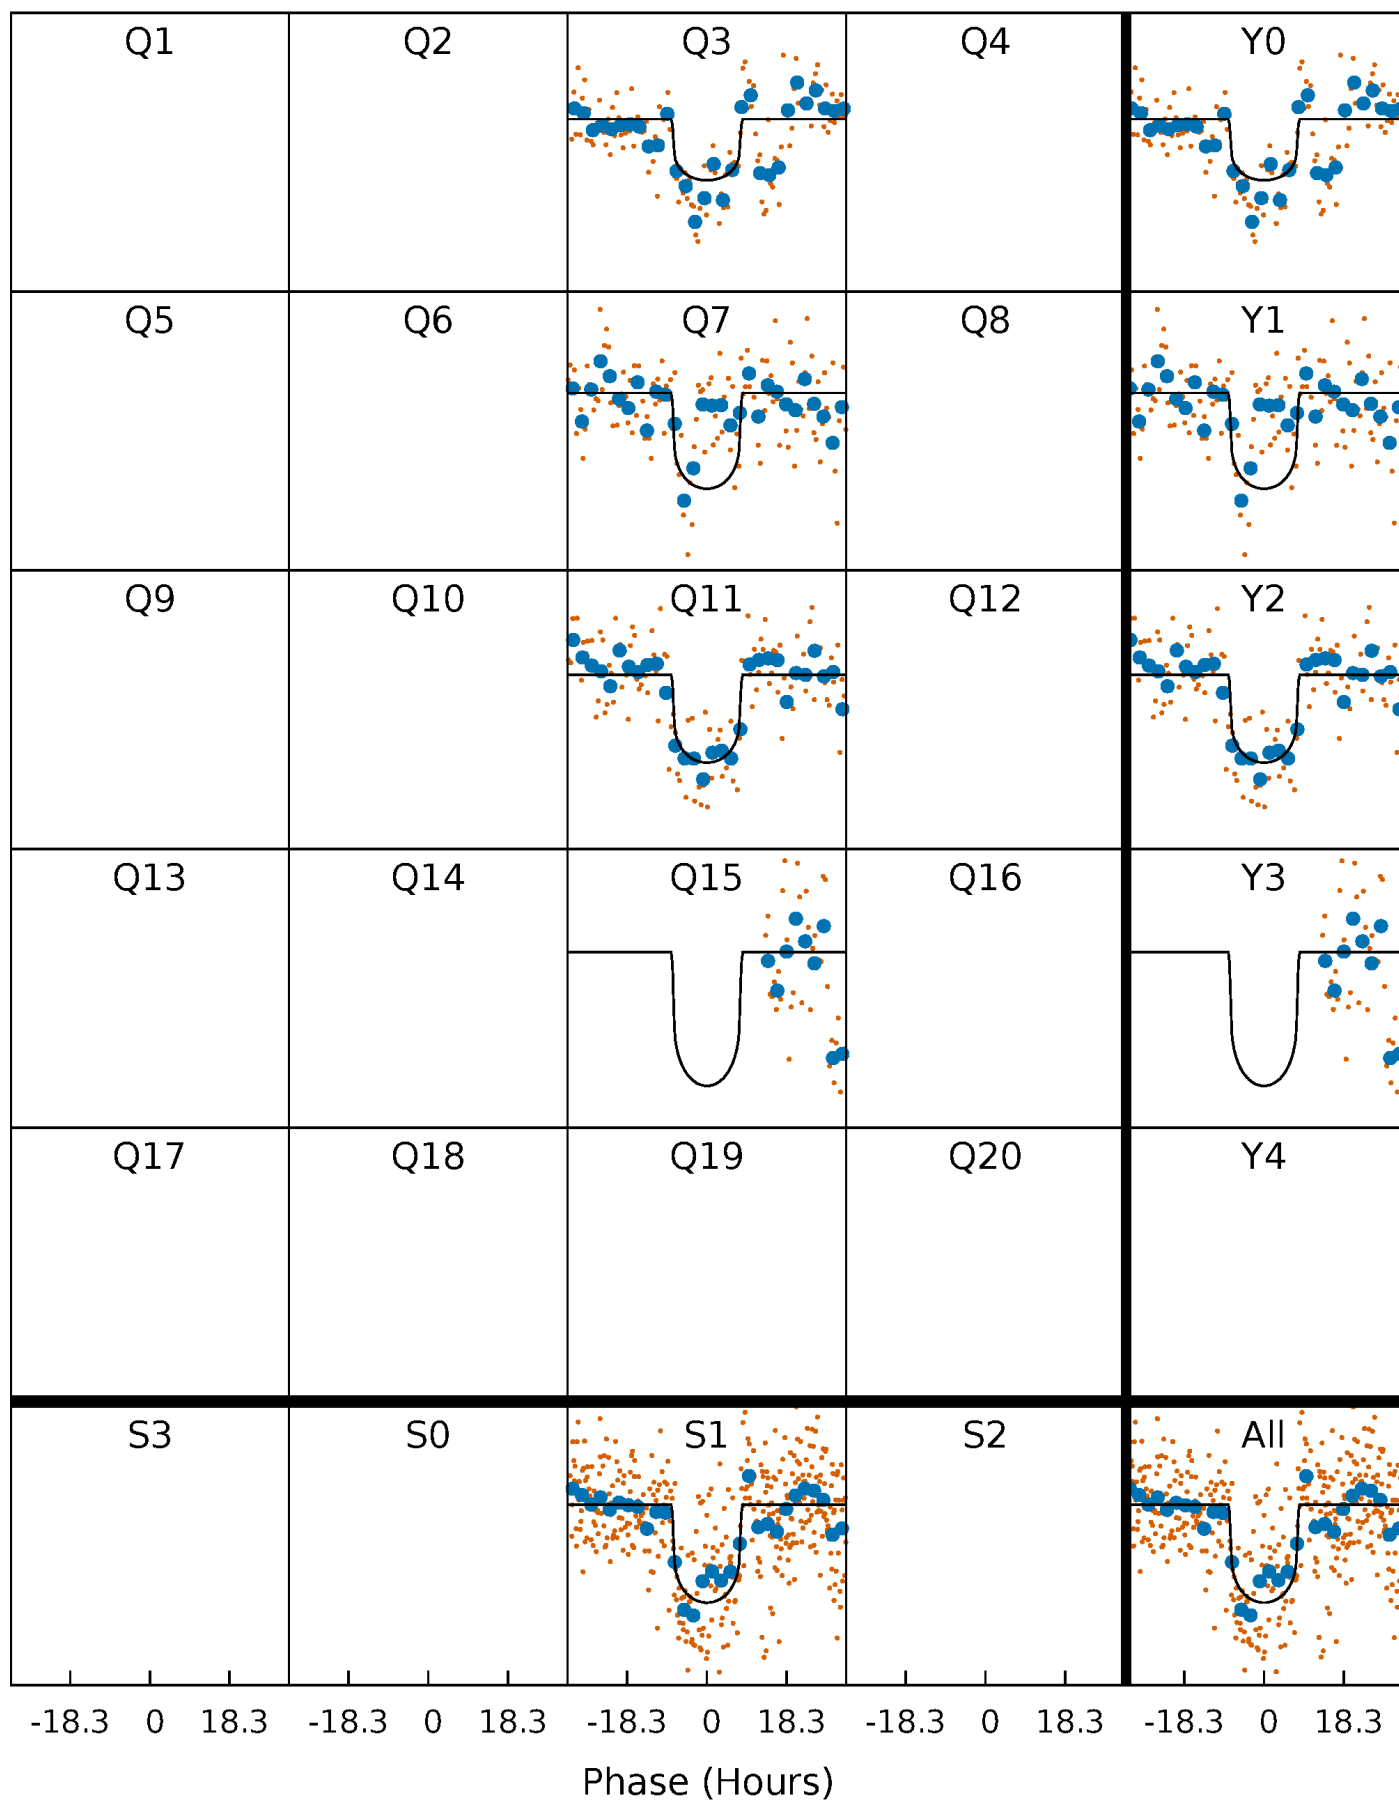 Q1 Q2 Q3 Q4 Y0
Q5 Q6 Q7 Q8 Y1
Q9 Q10 Q11 Q12 Y2
Q13 Q14 Q15 Q16 Y3
Q17 Q18 Q19 Q20 Y4
S3 S0 S1 S2 All
-18.3 0 18.3 -18.3 0 18.3 -18.3 0 18.3 -18.3 0 18.3 -18.3 0 18.3
Phase (Hours)